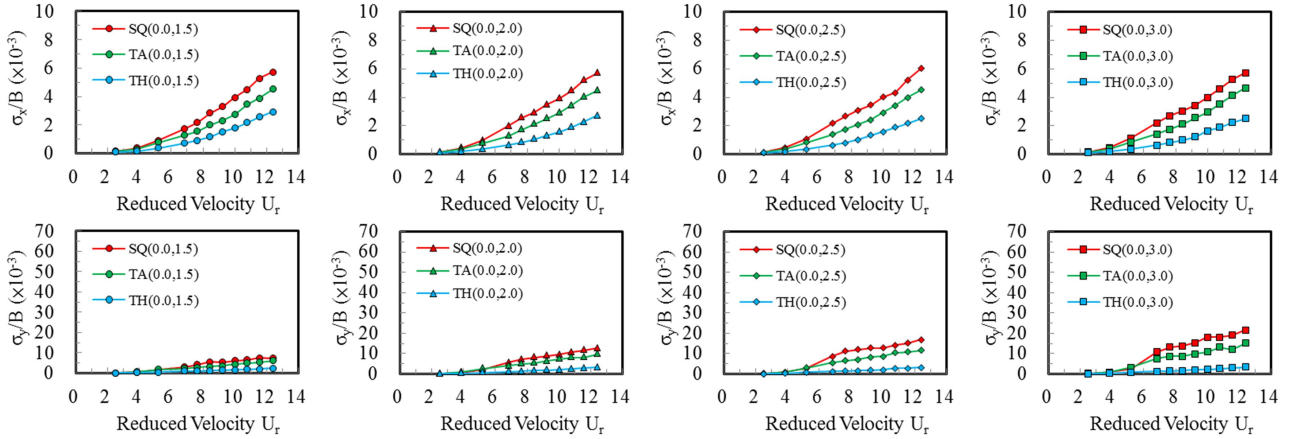 10
8
6
4
2
0
σx/B (×10-3)
SQ(0.0,1.5)
TA(0.0,1.5)
TH(0.0,1.5)
0 2 4 6 8 10 12 14
Reduced Velocity Ur
10
8
6
4
2
0
σx/B (×10-3)
SQ(0.0,2.0)
TA(0.0,2.0)
TH(0.0,2.0)
0 2 4 6 8 10 12 14
Reduced Velocity Ur
10
8
6
4
2
0
σx/B (×10-3)
SQ(0.0,2.5)
TA(0.0,2.5)
TH(0.0,2.5)
0 2 4 6 8 10 12 14
Reduced Velocity Ur
10
8
6
4
2
0
σx/B (×10-3)
SQ(0.0,3.0)
TA(0.0,3.0)
TH(0.0,3.0)
0 2 4 6 8 10 12 14
Reduced Velocity Ur
70
60
50
40
30
20
10
0
σy/B (×10-3)
SQ(0.0,1.5)
TA(0.0,1.5)
TH(0.0,1.5)
0 2 4 6 8 10 12 14
Reduced Velocity Ur
70
60
50
40
30
20
10
0
σy/B (×10-3)
SQ(0.0,2.0)
TA(0.0,2.0)
TH(0.0,2.0)
0 2 4 6 8 10 12 14
Reduced Velocity Ur
70
60
50
40
30
20
10
0
σy/B (×10-3)
SQ(0.0,2.5)
TA(0.0,2.5)
TH(0.0,2.5)
0 2 4 6 8 10 12 14
Reduced Velocity Ur
70
60
50
40
30
20
10
0
σy/B (×10-3)
SQ(0.0,3.0)
TA(0.0,3.0)
TH(0.0,3.0)
0 2 4 6 8 10 12 14
Reduced Velocity Ur